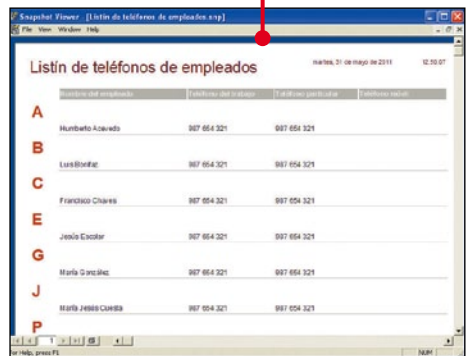 Snapshot Viewer - [Listín de teléfonos de empleados.snp]
File View Window Help
Listín de teléfonos de empleados
martes, 31 de mayo de 2011
12:50:07
Nombre del empleado Teléfono del trabajo Teléfono particular Teléfono móvil
A
Humberto Acevedo 987 654 321 987 654 321
B
Luis Bonifaz 987 654 321 987 654 321
C
Francisco Chaves 987 654 321 987 654 321
E
Jesús Escolar 987 654 321 987 654 321
G
María González 987 654 321 987 654 321
J
María Jesús Cuesta 987 654 321 987 654 321
P
1
For Help, press F1 NUM